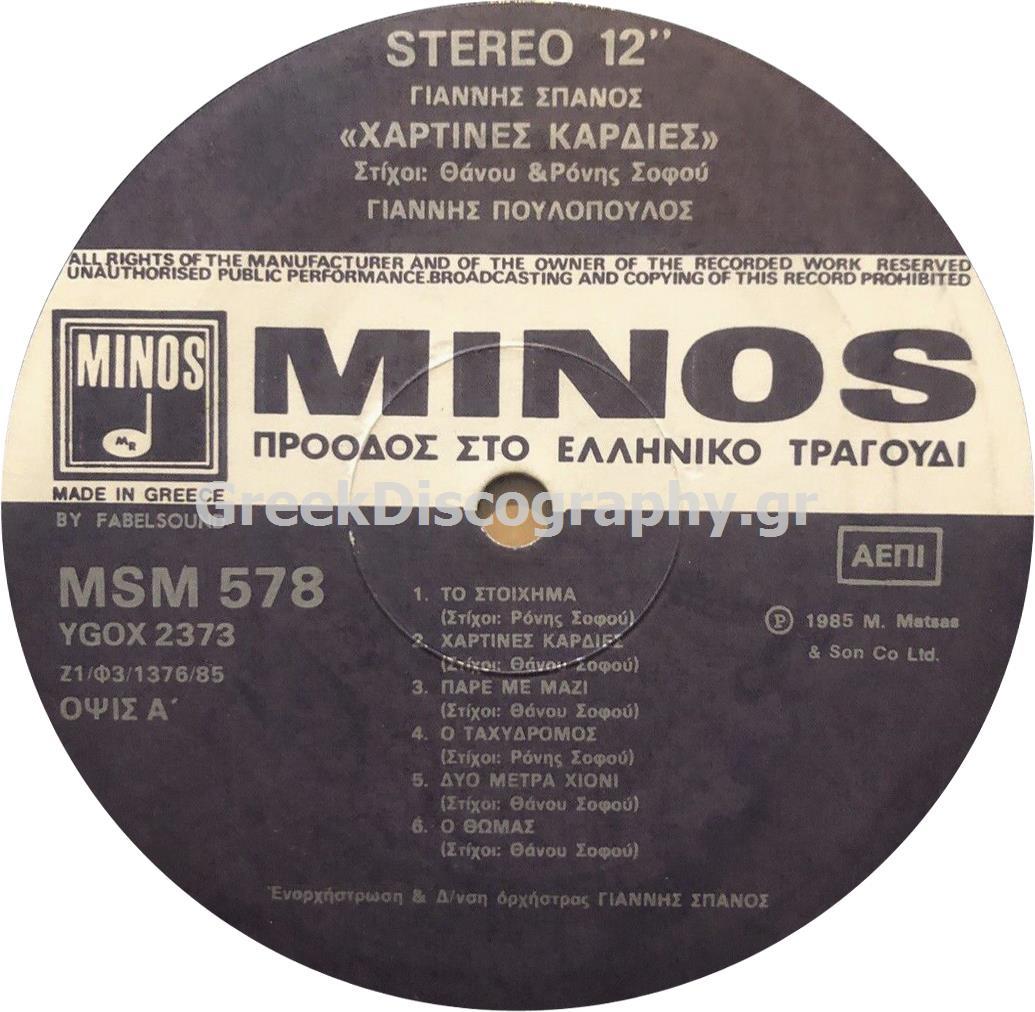 STEREO 12''
ΓΙΑΝΝΗΣ ΣΠΑΝΟΣ
«ΧΑΡΤΙΝΕΣ ΚΑΡΔΙΕΣ»
Στίχοι: Θάνου & Ρόνης Σοφού
ΓΙΑΝΝΗΣ ΠΟΥΛΟΠΟΥΛΟΣ
ALL RIGHTS OF THE MANUFACTURER AND OF THE OWNER OF THE RECORDED WORK RESERVED
UNAUTHORISED PUBLIC PERFORMANCE.BROADCASTING AND COPYING OF THIS RECORD PROHIBITED
MINOS
MR
MINOS
ΠΡΟΟΔΟΣ ΣΤΟ ΕΛΛΗΝΙΚΟ ΤΡΑΓΟΥΔΙ
MADE IN GREECE
BY FABELSOUND
GreekDiscography.gr
ΑΕΠΙ
MSM 578
YGOX 2373
Ζ1/Φ3/1376/85
ΟΨΙΣ Α΄
1. ΤΟ ΣΤΟΙΧΗΜΑ
(Στίχοι: Ρόνης Σοφού)
2. ΧΑΡΤΙΝΕΣ ΚΑΡΔΙΕΣ
(Στίχοι: Θάνου Σοφού)
3. ΠΑΡΕ ΜΕ ΜΑΖΙ
(Στίχοι: Θάνου Σοφού)
4. Ο ΤΑΧΥΔΡΟΜΟΣ
(Στίχοι: Ρόνης Σοφού)
5. ΔΥΟ ΜΕΤΡΑ ΧΙΟΝΙ
(Στίχοι: Θάνου Σοφού)
6. Ο ΘΩΜΑΣ
(Στίχοι: Θάνου Σοφού)
Ⓟ 1985 M. Matsas
& Son Co Ltd.
Ἐνορχήστρωση & Δ/νση ὀρχήστρας ΓΙΑΝΝΗΣ ΣΠΑΝΟΣ